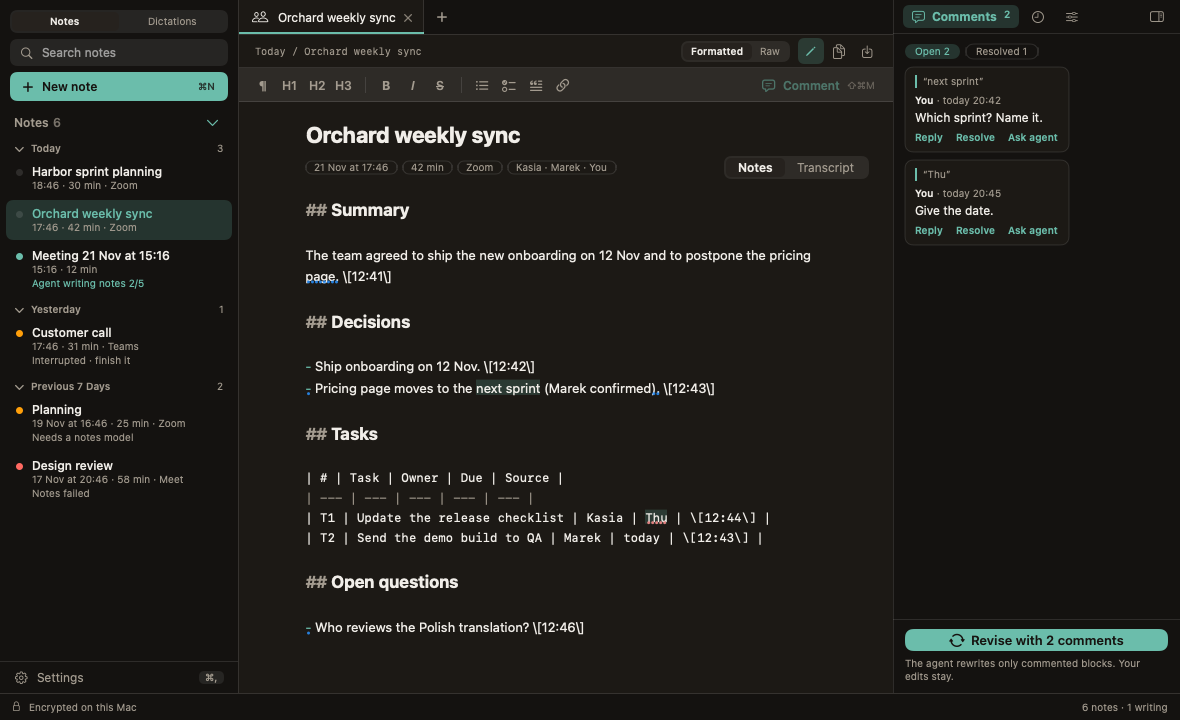 Notes
Dictations
Search notes
New note ⌘N
Notes 6
Today 3
Harbor sprint planning
18:46 · 30 min · Zoom
Orchard weekly sync
17:46 · 42 min · Zoom
Meeting 21 Nov at 15:16
15:16 · 12 min
Agent writing notes 2/5
Yesterday 1
Customer call
17:46 · 31 min · Teams
Interrupted · finish it
Previous 7 Days 2
Planning
19 Nov at 16:46 · 25 min · Zoom
Needs a notes model
Design review
17 Nov at 20:46 · 58 min · Meet
Notes failed
Settings ⌘,
Encrypted on this Mac
Orchard weekly sync
Today / Orchard weekly sync
Formatted Raw
¶ H1 H2 H3 B I S
Comment ⇧⌘M
Orchard weekly sync
21 Nov at 17:46
42 min
Zoom
Kasia · Marek · You
Notes Transcript
## Summary
The team agreed to ship the new onboarding on 12 Nov and to postpone the pricing
page. \[12:41\]
## Decisions
- Ship onboarding on 12 Nov. \[12:42\]
- Pricing page moves to the next sprint (Marek confirmed), \[12:43\]
## Tasks
| # | Task | Owner | Due | Source |
| --- | --- | --- | --- | --- |
| T1 | Update the release checklist | Kasia | Thu | \[12:44\] |
| T2 | Send the demo build to QA | Marek | today | \[12:43\] |
## Open questions
- Who reviews the Polish translation? \[12:46\]
Comments 2
Open 2
Resolved 1
“next sprint”
You · today 20:42
Which sprint? Name it.
Reply Resolve Ask agent
“Thu”
You · today 20:45
Give the date.
Reply Resolve Ask agent
Revise with 2 comments
The agent rewrites only commented blocks. Your
edits stay.
6 notes · 1 writing